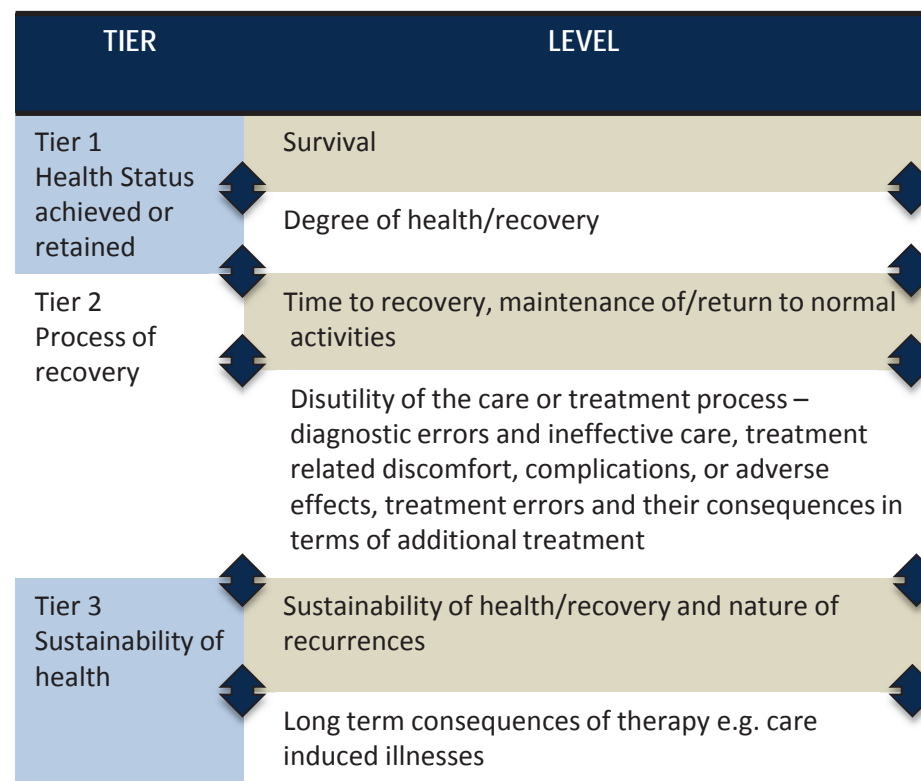 TIER
LEVEL
Tier 1
Health Status
achieved or
retained
Survival
Degree of health/recovery
Tier 2
Process of
recovery
Time to recovery, maintenance of/return to normal
activities
Disutility of the care or treatment process –
diagnostic errors and ineffective care, treatment
related discomfort, complications, or adverse
effects, treatment errors and their consequences in
terms of additional treatment
Tier 3
Sustainability of
health
Sustainability of health/recovery and nature of
recurrences
Long term consequences of therapy e.g. care
induced illnesses